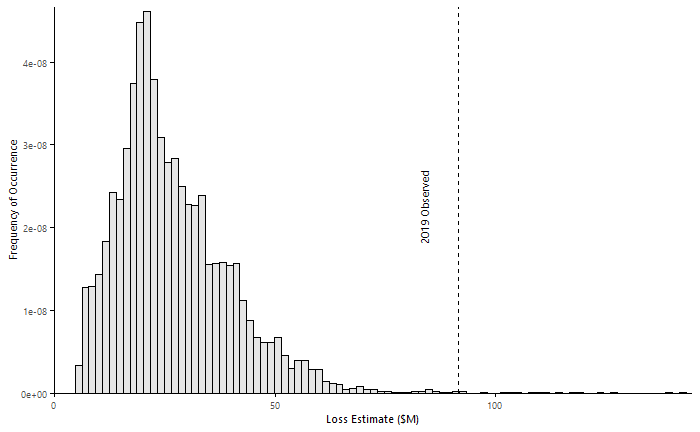 Frequency of Occurrence
4e-08
3e-08
2e-08
1e-08
0e+00
2019 Observed
0
50
100
Loss Estimate ($M)